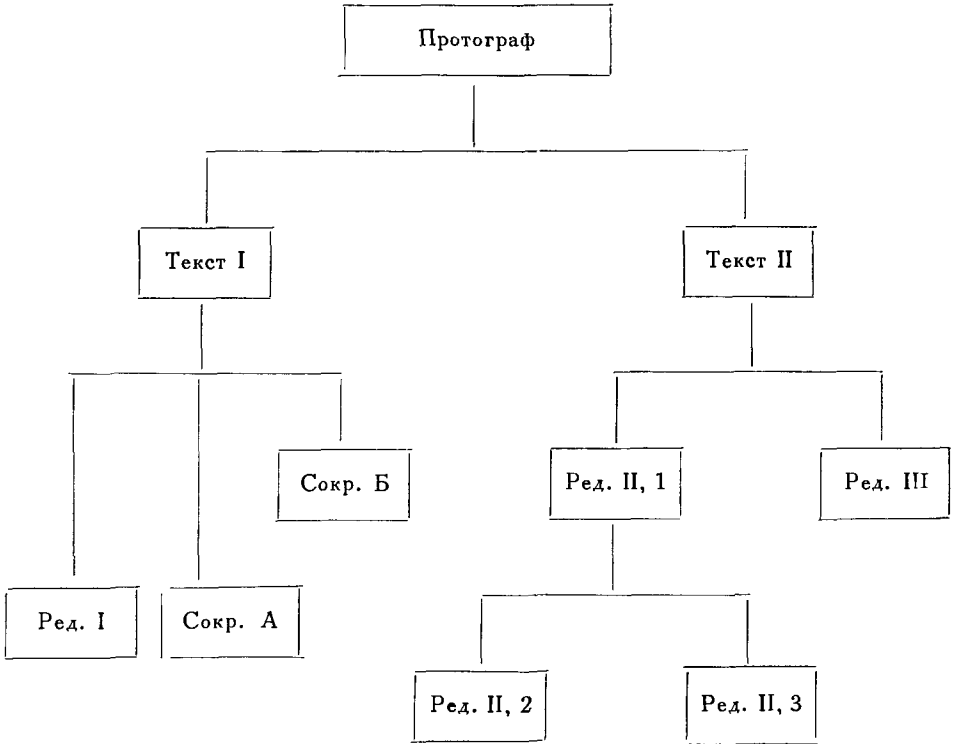 Протограф
Текст I
Текст II
Сокр. Б
Ред. II, 1
Ред. III
Ред. I
Сокр. А
Ред. II, 2
Ред. II, 3